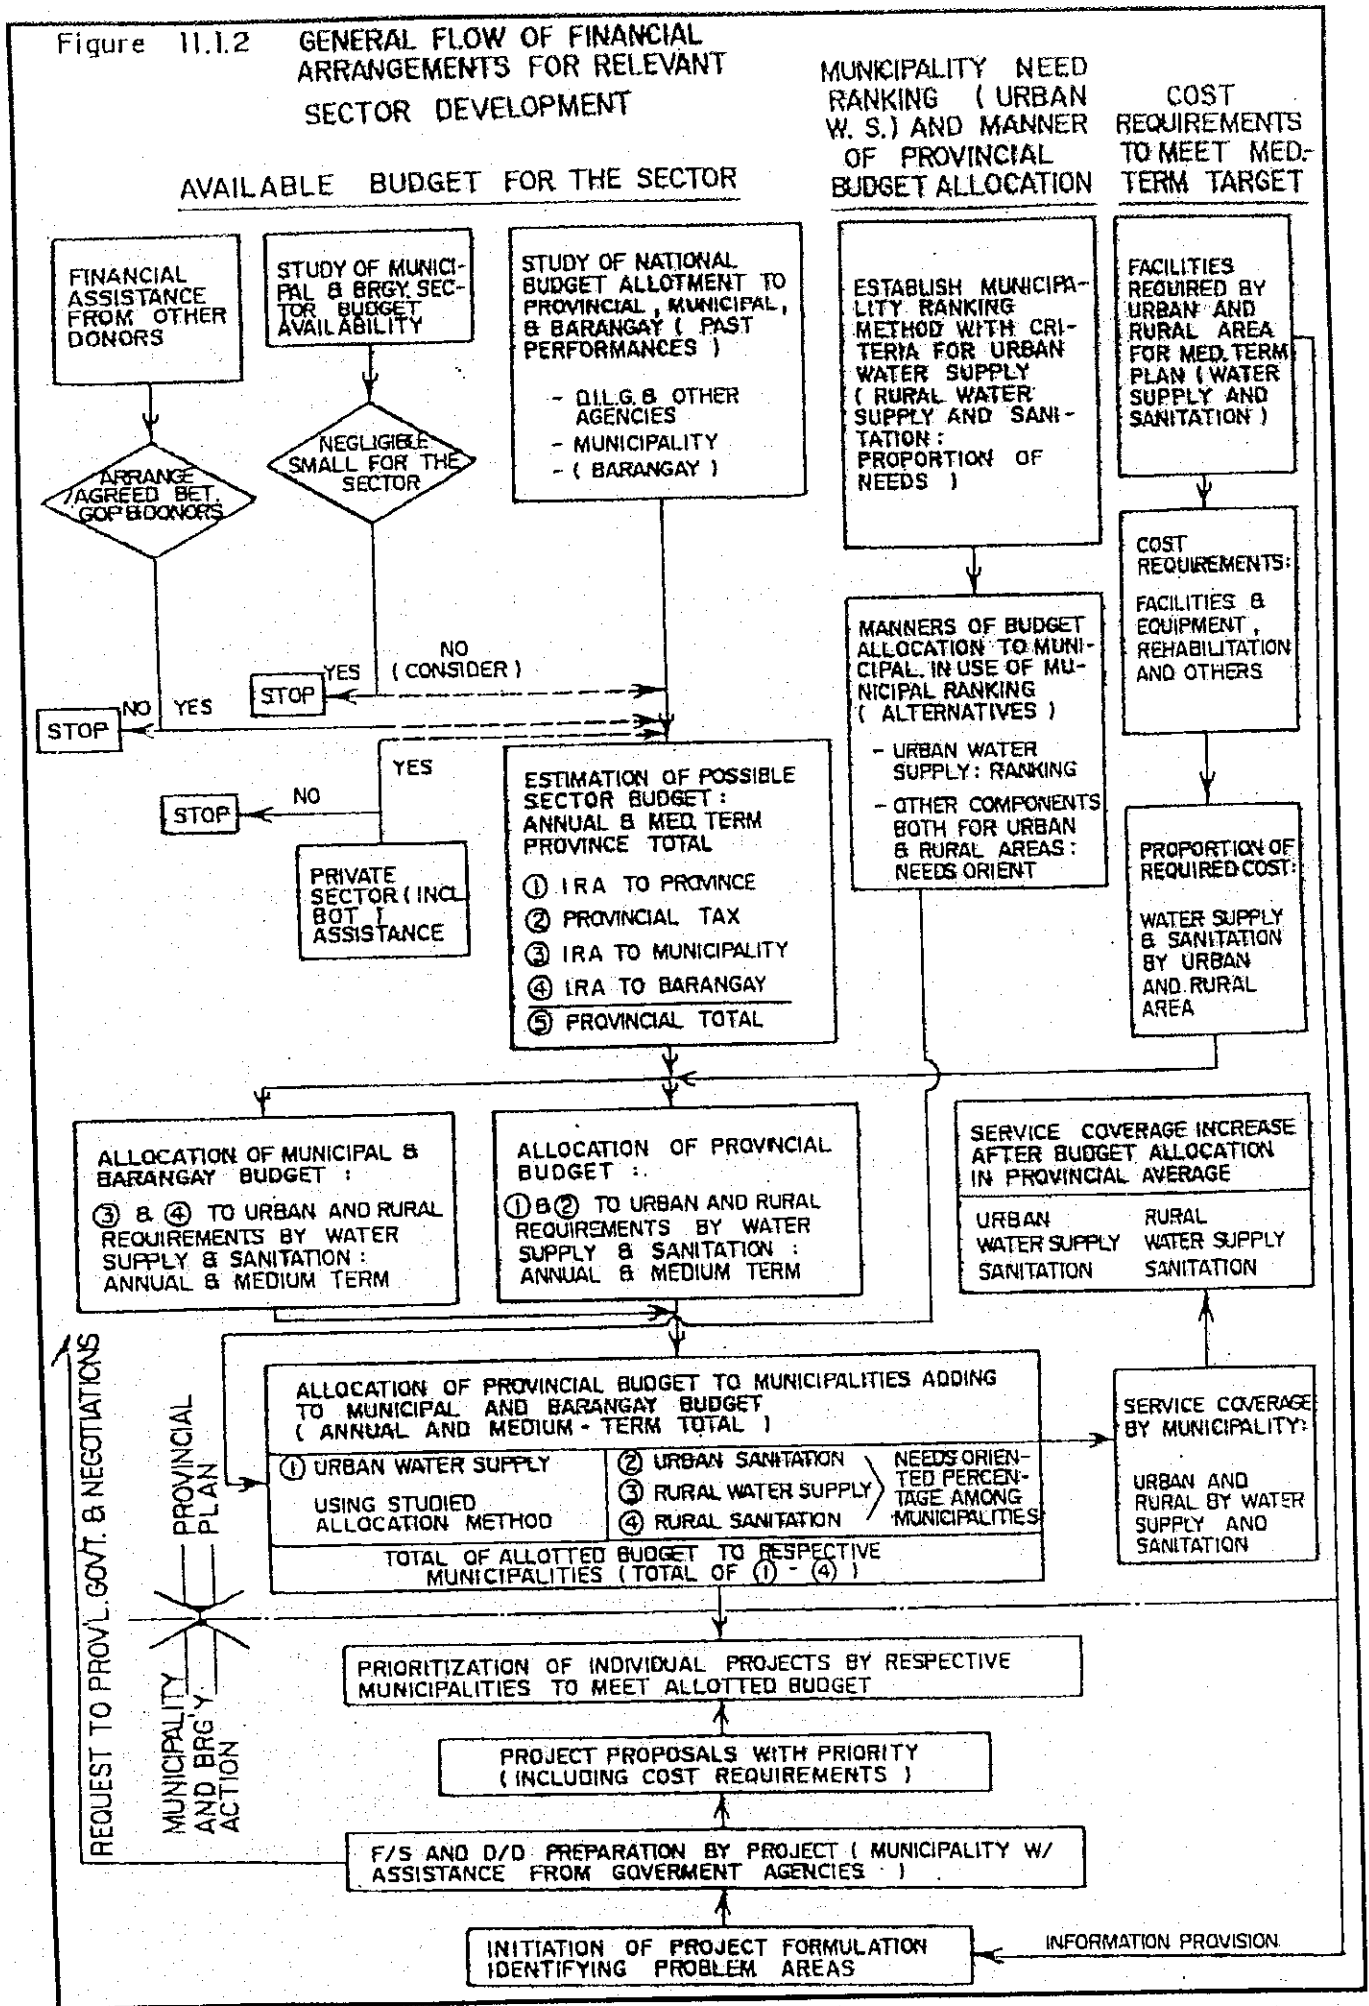 Figure 11.1.2
GENERAL FLOW OF FINANCIAL
ARRANGEMENTS FOR RELEVANT
SECTOR DEVELOPMENT
AVAILABLE BUDGET FOR THE SECTOR
MUNICIPALITY NEED
RANKING ( URBAN
W. S.) AND MANNER
OF PROVINCIAL
BUDGET ALLOCATION
COST
REQUIREMENTS
TO MEET MED.-
TERM TARGET
FINANCIAL
ASSISTANCE
FROM OTHER
DONORS
STUDY OF MUNICI-
PAL & BRGY. SEC-
TOR BUDGET
AVAILABILITY
STUDY OF NATIONAL
BUDGET ALLOTMENT TO
PROVINCIAL, MUNICIPAL,
& BARANGAY ( PAST
PERFORMANCES )
- D.I.L.G. & OTHER
AGENCIES
- MUNICIPALITY
- ( BARANGAY )
ESTABLISH MUNICIPA-
LITY RANKING
METHOD WITH CRI-
TERIA FOR URBAN
WATER SUPPLY
( RURAL WATER
SUPPLY AND SANI-
TATION :
PROPORTION OF
NEEDS )
FACILITIES
REQUIRED BY
URBAN AND
RURAL AREA
FOR MED. TERM
PLAN ( WATER
SUPPLY AND
SANITATION )
ARRANGE
/AGREED BET.
GOP & DONORS
NEGLIGIBLE
SMALL FOR THE
SECTOR
COST
REQUIREMENTS:
FACILITIES &
EQUIPMENT,
REHABILITATION
AND OTHERS
MANNERS OF BUDGET
ALLOCATION TO MUNI-
CIPAL. IN USE OF MU-
NICIPAL RANKING
( ALTERNATIVES )
- URBAN WATER
SUPPLY: RANKING
- OTHER COMPONENTS
BOTH FOR URBAN
& RURAL AREAS :
NEEDS ORIENT
STOP
YES
NO
( CONSIDER )
STOP
NO YES
YES
STOP
NO
PRIVATE
SECTOR ( INCL.
BOT )
ASSISTANCE
ESTIMATION OF POSSIBLE
SECTOR BUDGET :
ANNUAL & MED. TERM
PROVINCE TOTAL
① IRA TO PROVINCE
② PROVINCIAL TAX
③ IRA TO MUNICIPALITY
④ IRA TO BARANGAY
⑤ PROVINCIAL TOTAL
PROPORTION OF
REQUIRED COST:
WATER SUPPLY
& SANITATION
BY URBAN
AND RURAL
AREA
ALLOCATION OF MUNICIPAL &
BARANGAY BUDGET :
③ & ④ TO URBAN AND RURAL
REQUIREMENTS BY WATER
SUPPLY & SANITATION :
ANNUAL & MEDIUM TERM
ALLOCATION OF PROVINCIAL
BUDGET :
① & ② TO URBAN AND RURAL
REQUIREMENTS BY WATER
SUPPLY & SANITATION :
ANNUAL & MEDIUM TERM
SERVICE COVERAGE INCREASE
AFTER BUDGET ALLOCATION
IN PROVINCIAL AVERAGE
URBAN RURAL
WATER SUPPLY WATER SUPPLY
SANITATION SANITATION
ALLOCATION OF PROVINCIAL BUDGET TO MUNICIPALITIES ADDING
TO MUNICIPAL AND BARANGAY BUDGET
( ANNUAL AND MEDIUM - TERM TOTAL )
① URBAN WATER SUPPLY
USING STUDIED
ALLOCATION METHOD
② URBAN SANITATION
③ RURAL WATER SUPPLY
④ RURAL SANITATION
NEEDS ORIEN-
TED PERCEN-
TAGE AMONG
MUNICIPALITIES
TOTAL OF ALLOTTED BUDGET TO RESPECTIVE
MUNICIPALITIES ( TOTAL OF ① - ④ )
SERVICE COVERAGE
BY MUNICIPALITY:
URBAN AND
RURAL BY WATER
SUPPLY AND
SANITATION
REQUEST TO PROV'L. GOV'T. & NEGOTIATIONS
PROVINCIAL
PLAN
MUNICIPALITY
AND BRG'Y.
ACTION
PRIORITIZATION OF INDIVIDUAL PROJECTS BY RESPECTIVE
MUNICIPALITIES TO MEET ALLOTTED BUDGET
PROJECT PROPOSALS WITH PRIORITY
( INCLUDING COST REQUIREMENTS )
F/S AND D/D PREPARATION BY PROJECT ( MUNICIPALITY W/
ASSISTANCE FROM GOVERMENT AGENCIES )
INITIATION OF PROJECT FORMULATION
IDENTIFYING PROBLEM AREAS
INFORMATION PROVISION